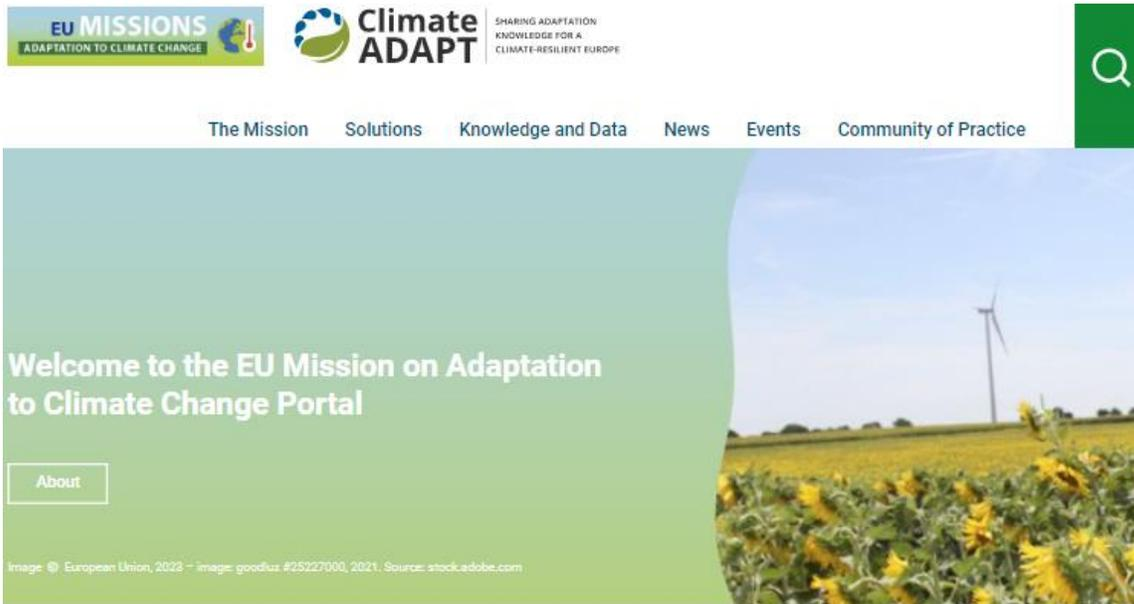 EU MISSIONS
ADAPTATION TO CLIMATE CHANGE
Climate
ADAPT
SHARING ADAPTATION
KNOWLEDGE FOR A
CLIMATE-RESILIENT EUROPE
The Mission Solutions Knowledge and Data News Events Community of Practice
Welcome to the EU Mission on Adaptation
to Climate Change Portal
About
Image © European Union, 2023 – image: goodluz #25227000, 2021. Source: stock.adobe.com